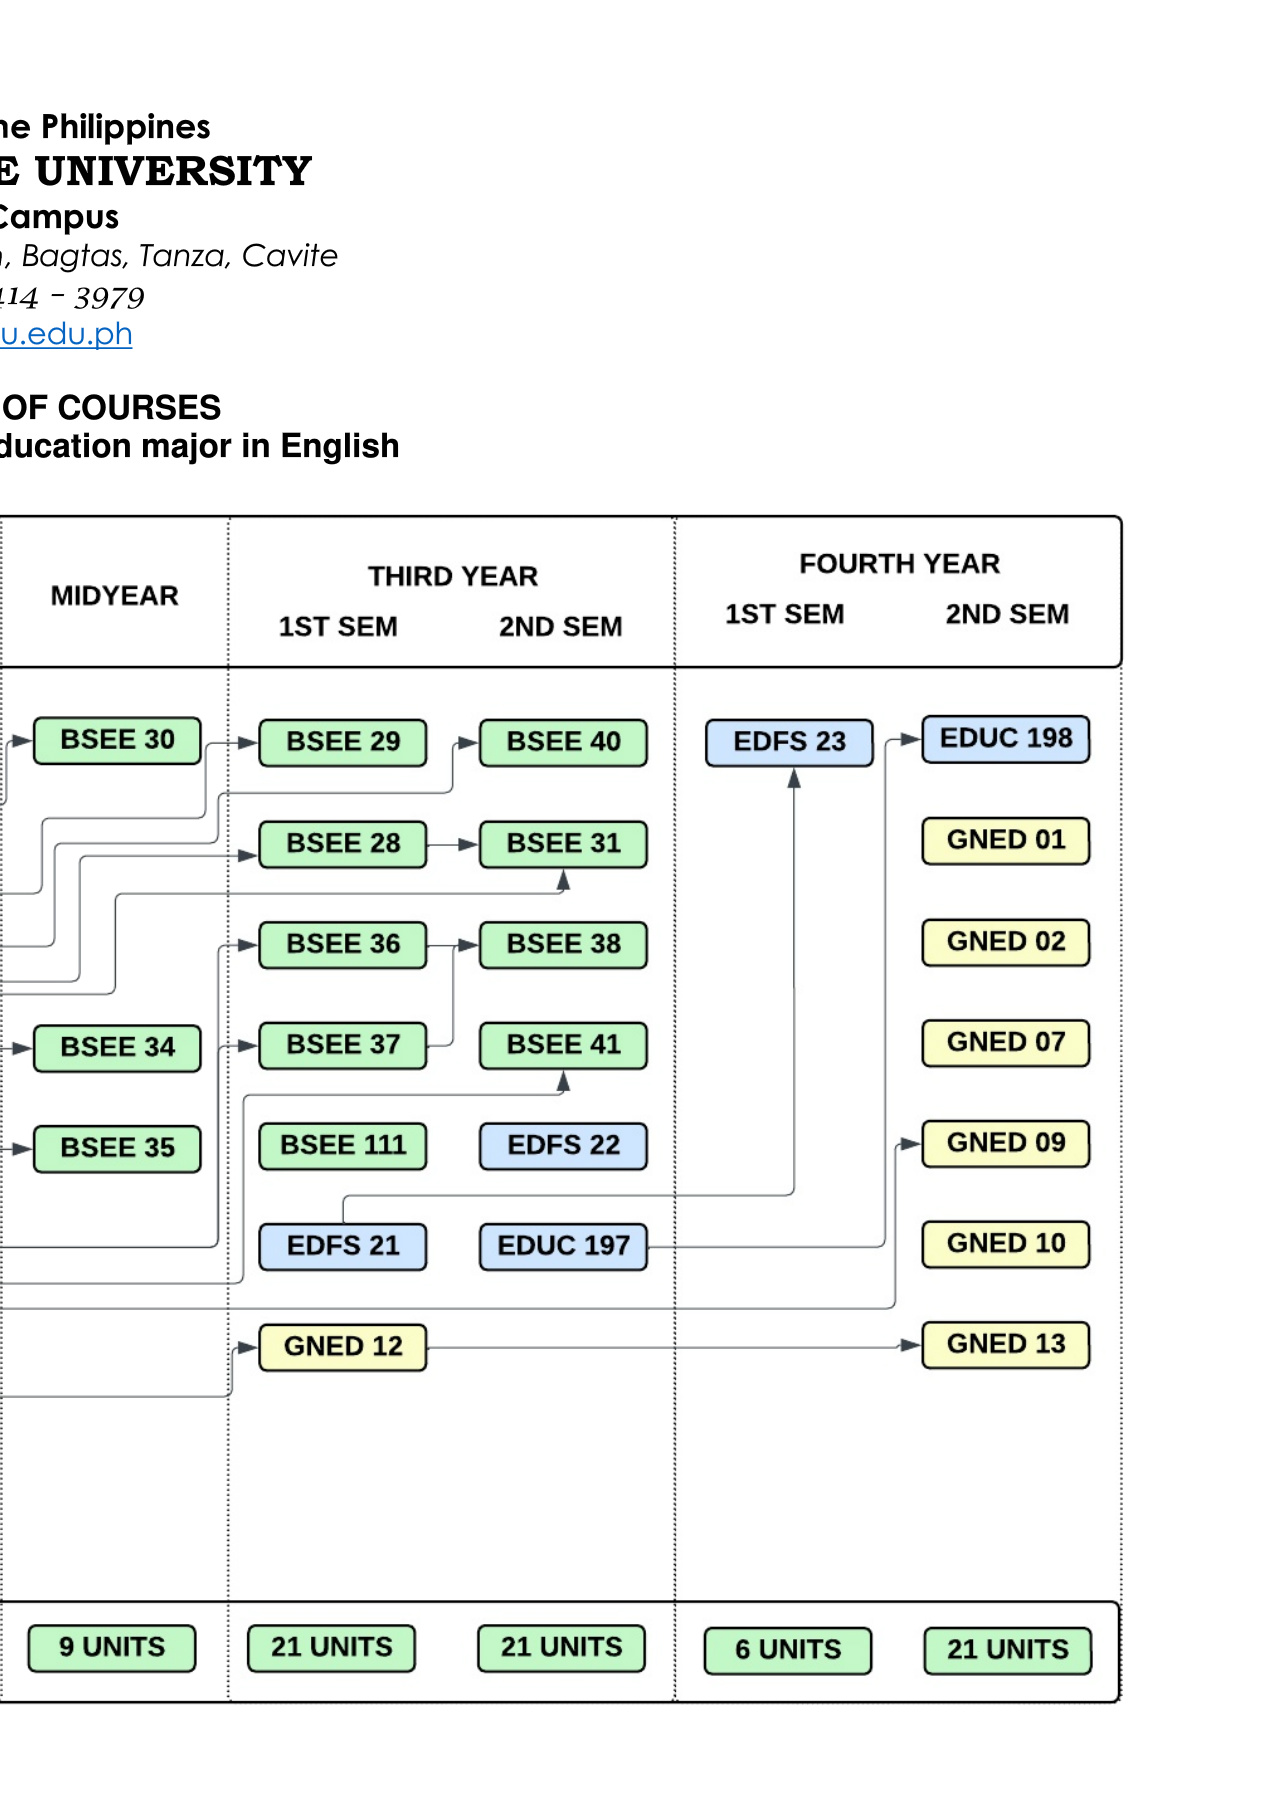 he Philippines
E UNIVERSITY
Campus
, Bagtas, Tanza, Cavite
414 – 3979
u.edu.ph
OF COURSES
ducation major in English
MIDYEAR
THIRD YEAR
1ST SEM 2ND SEM
FOURTH YEAR
1ST SEM 2ND SEM
BSEE 30 BSEE 29 BSEE 40 EDFS 23 EDUC 198
BSEE 28 BSEE 31 GNED 01
BSEE 36 BSEE 38 GNED 02
BSEE 34 BSEE 37 BSEE 41 GNED 07
BSEE 35 BSEE 111 EDFS 22 GNED 09
EDFS 21 EDUC 197 GNED 10
GNED 12 GNED 13
9 UNITS 21 UNITS 21 UNITS 6 UNITS 21 UNITS